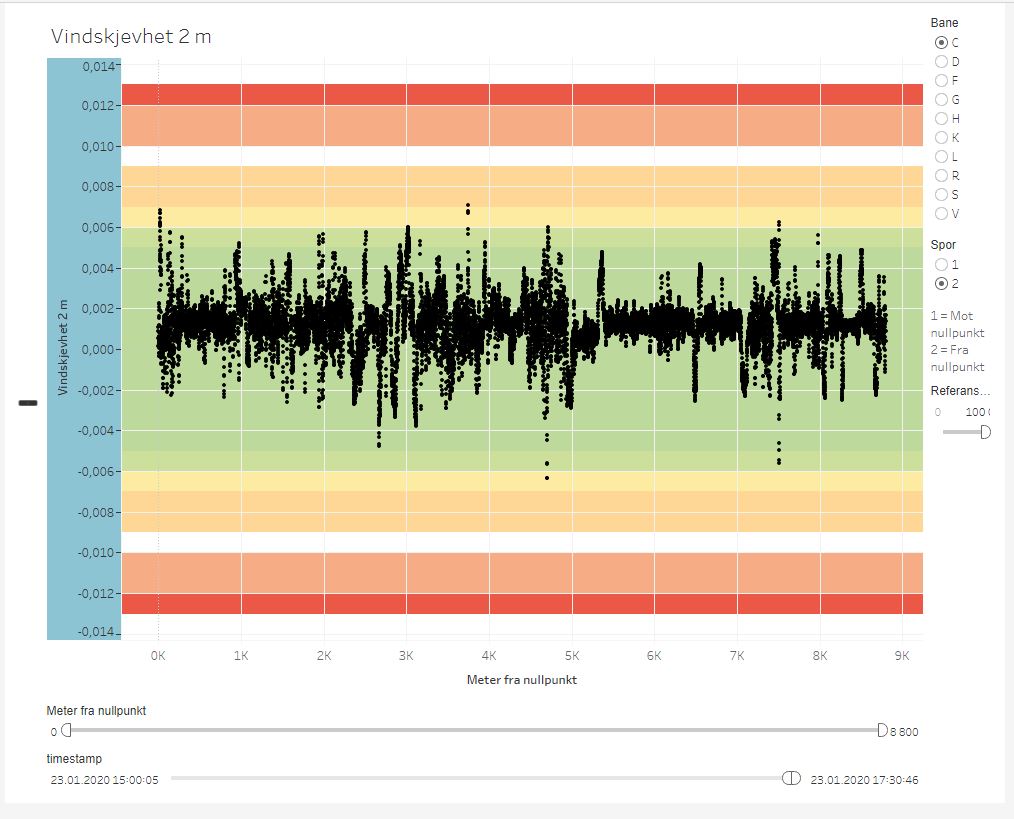 Vindskjevhet 2 m
Bane
C
D
F
G
H
K
L
R
S
V
Spor
1
2
1 = Mot
nullpunkt
2 = Fra
nullpunkt
Referans...
0 100 (
0,014
0,012
0,010
0,008
0,006
0,004
0,002
0,000
-0,002
-0,004
-0,006
-0,008
-0,010
-0,012
-0,014
Vindskjevhet 2 m
0K 1K 2K 3K 4K 5K 6K 7K 8K 9K
Meter fra nullpunkt
Meter fra nullpunkt
0 8 800
timestamp
23.01.2020 15:00:05 23.01.2020 17:30:46